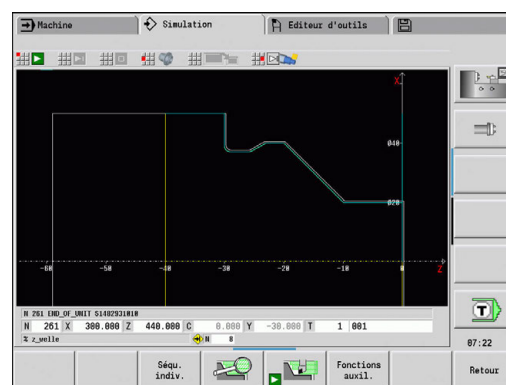 Machine
Simulation
Editeur d'outils
X
Ø40
Ø20
-60 -50 -40 -30 -20 -10 0 Z
N 261 END_OF_UNIT 51402931010
N 261 X 300.000 Z 440.000 C 0.000 Y -30.000 T 1 001
% z_welle N 8
07:22
Séqu. indiv.
Fonctions auxil.
Retour
T